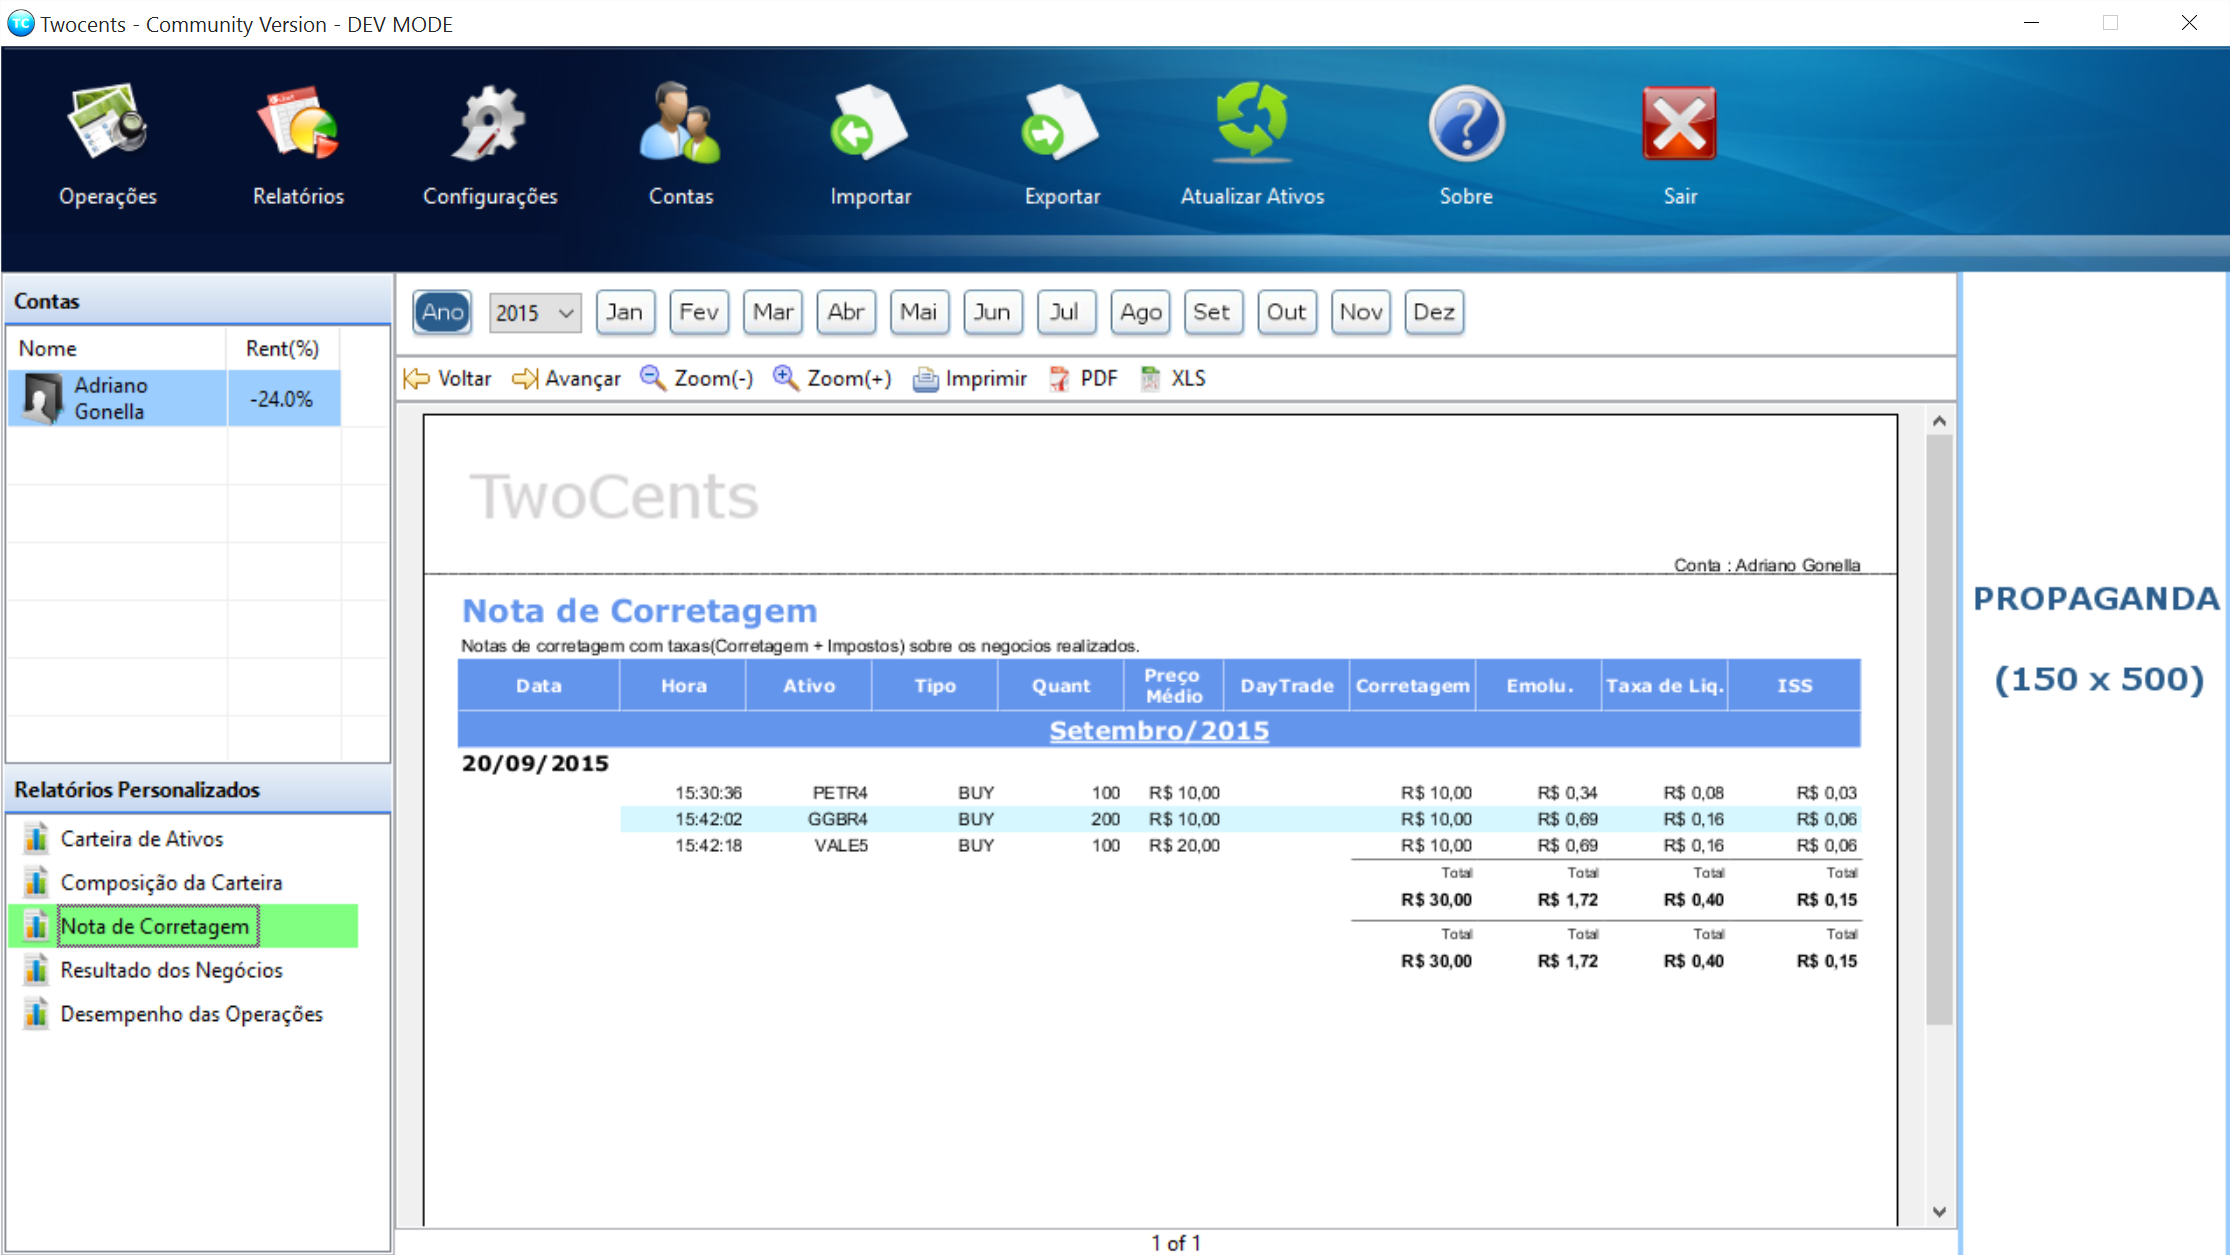 Twocents - Community Version - DEV MODE
Operações Relatórios Configurações Contas Importar Exportar Atualizar Ativos Sobre Sair
Contas
Nome Rent(%)
Adriano Gonella -24.0%
Relatórios Personalizados
Carteira de Ativos
Composição da Carteira
Nota de Corretagem
Resultado dos Negócios
Desempenho das Operações
Ano 2015 Jan Fev Mar Abr Mai Jun Jul Ago Set Out Nov Dez
Voltar Avançar Zoom(-) Zoom(+) Imprimir PDF XLS
TwoCents
Conta : Adriano Gonella
Nota de Corretagem
Notas de corretagem com taxas(Corretagem + Impostos) sobre os negocios realizados.
Data Hora Ativo Tipo Quant Preço Médio DayTrade Corretagem Emolu. Taxa de Liq. ISS
Setembro/2015
20/09/2015
15:30:36 PETR4 BUY 100 R$ 10,00 R$ 10,00 R$ 0,34 R$ 0,08 R$ 0,03
15:42:02 GGBR4 BUY 200 R$ 10,00 R$ 10,00 R$ 0,69 R$ 0,16 R$ 0,06
15:42:18 VALE5 BUY 100 R$ 20,00 R$ 10,00 R$ 0,69 R$ 0,16 R$ 0,06
Total Total Total Total
R$ 30,00 R$ 1,72 R$ 0,40 R$ 0,15
Total Total Total Total
R$ 30,00 R$ 1,72 R$ 0,40 R$ 0,15
1 of 1
PROPAGANDA
(150 x 500)